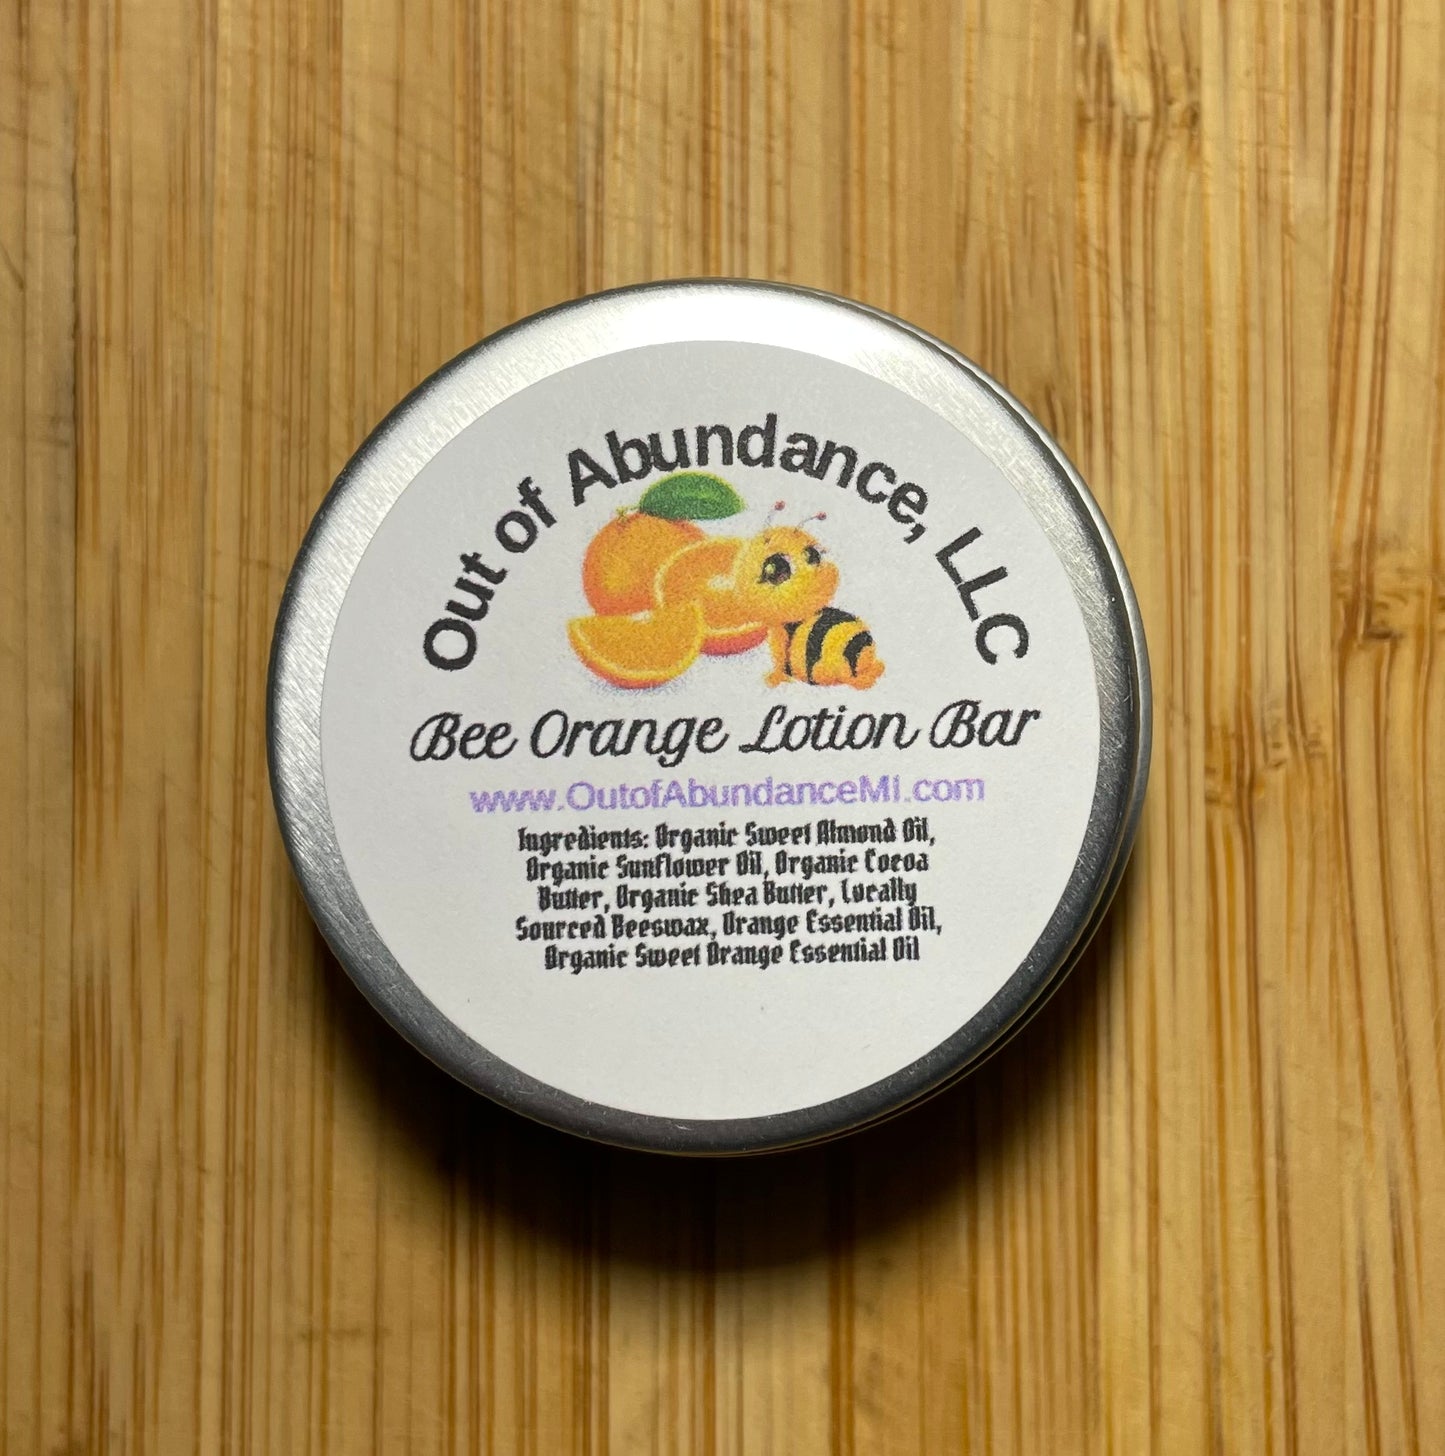 Out of Abundance, LLC
Bee Orange Lotion Bar
www.OutofAbundanceMI.com
Ingredients: Organic Sweet Almond Oil,
Organic Sunflower Oil, Organic Cocoa
Butter, Organic Shea Butter, Locally
Sourced Beeswax, Orange Essential Oil,
Organic Sweet Orange Essential Oil